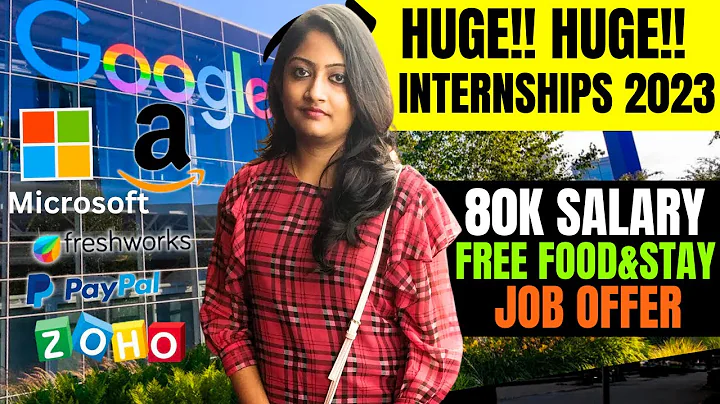 Google
HUGE!! HUGE!!
INTERNSHIPS 2023
a
Microsoft
freshworks
PayPal
ZOHO
80K SALARY
FREE FOOD&STAY
JOB OFFER